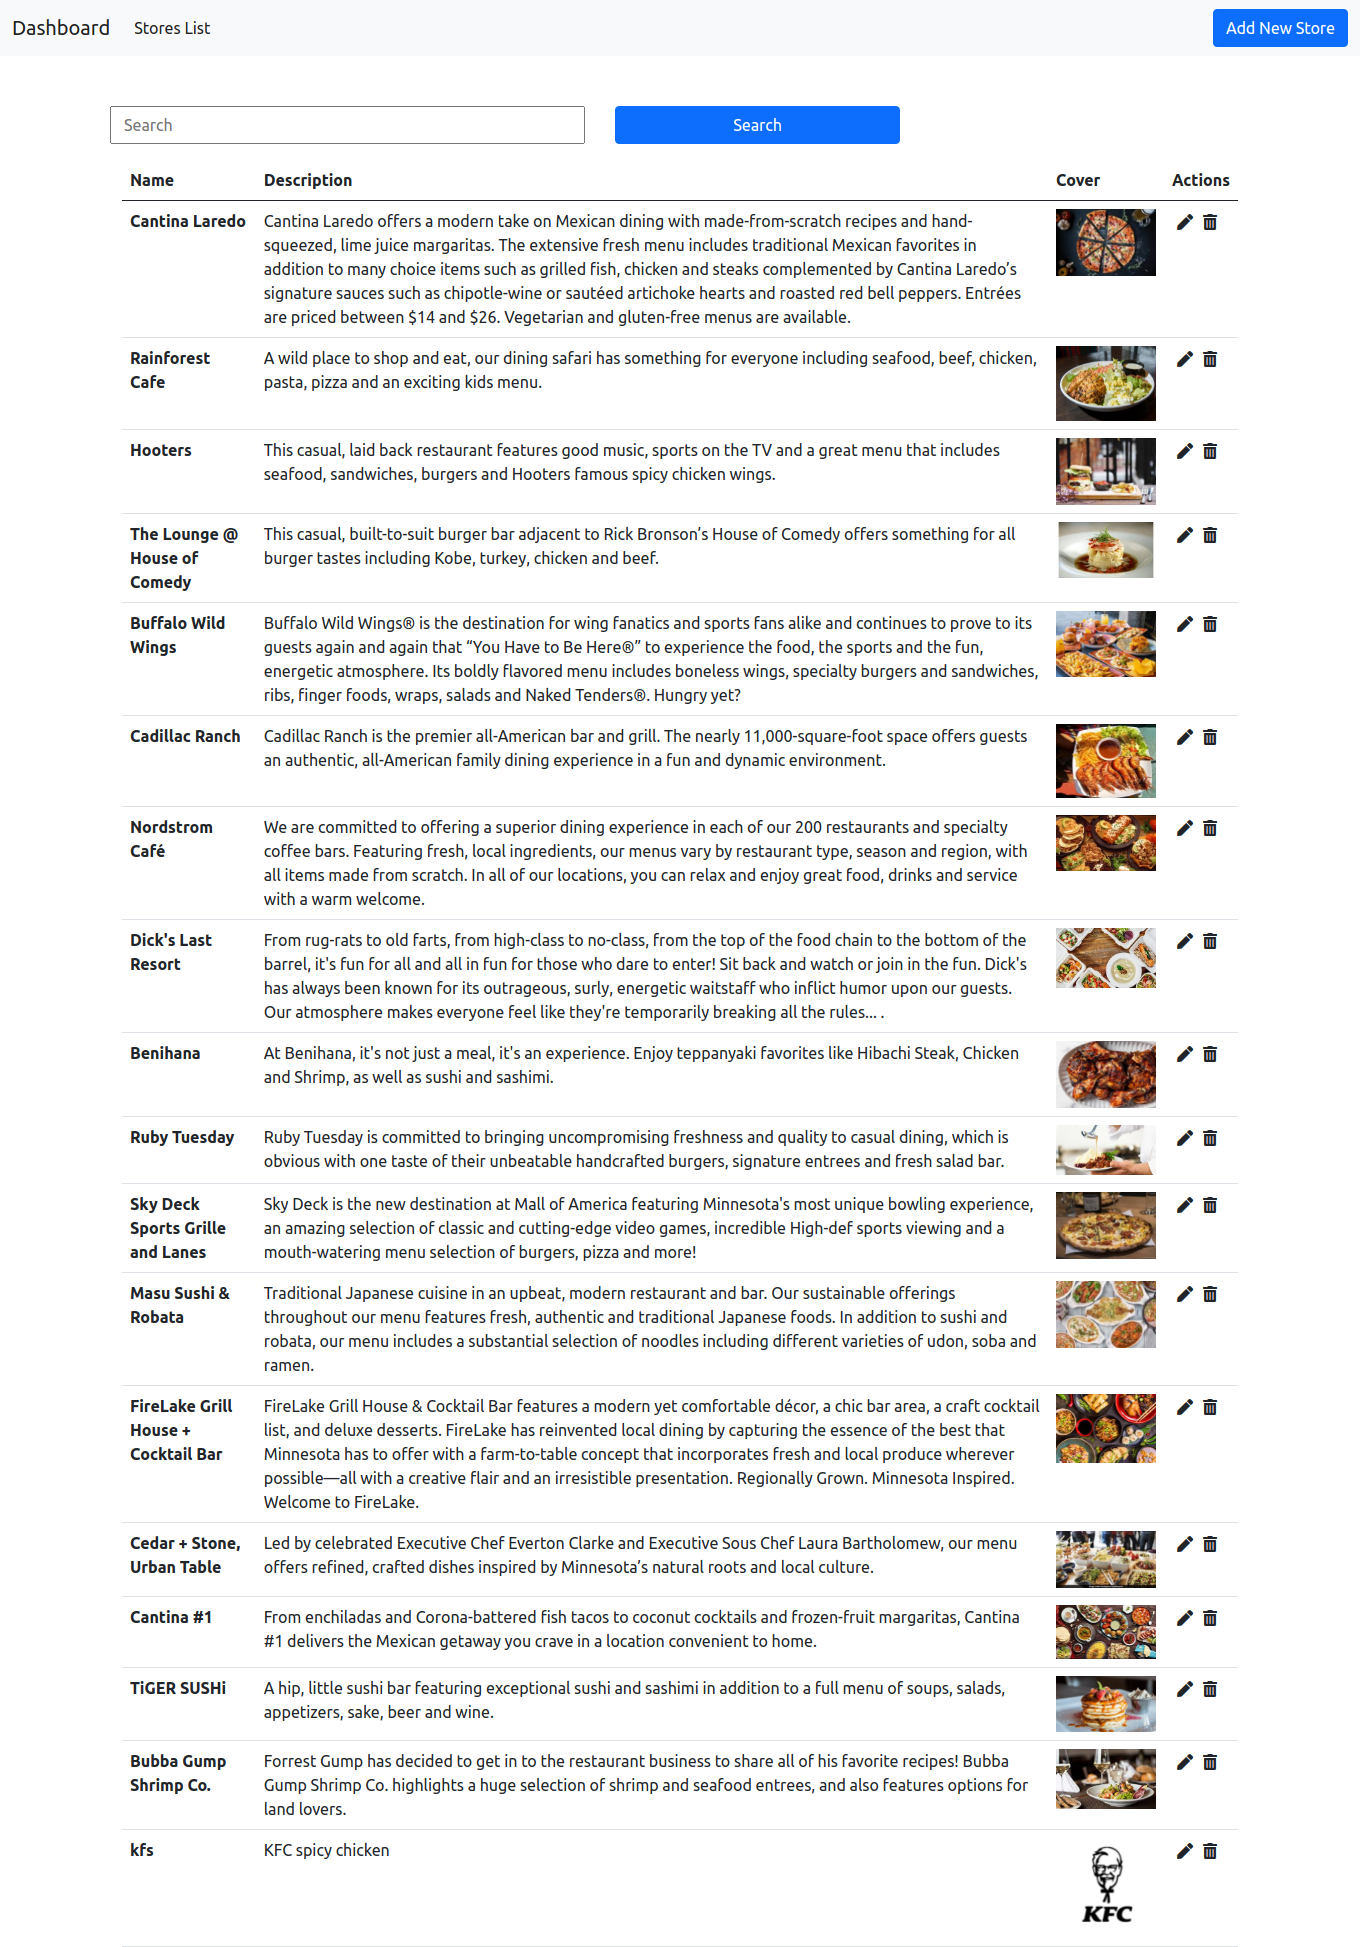 Dashboard Stores List Add New Store
Search Search
Name Description Cover Actions
Cantina Laredo
Cantina Laredo offers a modern take on Mexican dining with made-from-scratch recipes and hand-
squeezed, lime juice margaritas. The extensive fresh menu includes traditional Mexican favorites in
addition to many choice items such as grilled fish, chicken and steaks complemented by Cantina Laredo’s
signature sauces such as chipotle-wine or sautéed artichoke hearts and roasted red bell peppers. Entrées
are priced between $14 and $26. Vegetarian and gluten-free menus are available.
Rainforest
Cafe
A wild place to shop and eat, our dining safari has something for everyone including seafood, beef, chicken,
pasta, pizza and an exciting kids menu.
Hooters
This casual, laid back restaurant features good music, sports on the TV and a great menu that includes
seafood, sandwiches, burgers and Hooters famous spicy chicken wings.
The Lounge @
House of
Comedy
This casual, built-to-suit burger bar adjacent to Rick Bronson’s House of Comedy offers something for all
burger tastes including Kobe, turkey, chicken and beef.
Buffalo Wild
Wings
Buffalo Wild Wings® is the destination for wing fanatics and sports fans alike and continues to prove to its
guests again and again that “You Have to Be Here®” to experience the food, the sports and the fun,
energetic atmosphere. Its boldly flavored menu includes boneless wings, specialty burgers and sandwiches,
ribs, finger foods, wraps, salads and Naked Tenders®. Hungry yet?
Cadillac Ranch
Cadillac Ranch is the premier all-American bar and grill. The nearly 11,000-square-foot space offers guests
an authentic, all-American family dining experience in a fun and dynamic environment.
Nordstrom
Café
We are committed to offering a superior dining experience in each of our 200 restaurants and specialty
coffee bars. Featuring fresh, local ingredients, our menus vary by restaurant type, season and region, with
all items made from scratch. In all of our locations, you can relax and enjoy great food, drinks and service
with a warm welcome.
Dick's Last
Resort
From rug-rats to old farts, from high-class to no-class, from the top of the food chain to the bottom of the
barrel, it's fun for all and all in fun for those who dare to enter! Sit back and watch or join in the fun. Dick's
has always been known for its outrageous, surly, energetic waitstaff who inflict humor upon our guests.
Our atmosphere makes everyone feel like they're temporarily breaking all the rules... .
Benihana
At Benihana, it's not just a meal, it's an experience. Enjoy teppanyaki favorites like Hibachi Steak, Chicken
and Shrimp, as well as sushi and sashimi.
Ruby Tuesday
Ruby Tuesday is committed to bringing uncompromising freshness and quality to casual dining, which is
obvious with one taste of their unbeatable handcrafted burgers, signature entrees and fresh salad bar.
Sky Deck
Sports Grille
and Lanes
Sky Deck is the new destination at Mall of America featuring Minnesota's most unique bowling experience,
an amazing selection of classic and cutting-edge video games, incredible High-def sports viewing and a
mouth-watering menu selection of burgers, pizza and more!
Masu Sushi &
Robata
Traditional Japanese cuisine in an upbeat, modern restaurant and bar. Our sustainable offerings
throughout our menu features fresh, authentic and traditional Japanese foods. In addition to sushi and
robata, our menu includes a substantial selection of noodles including different varieties of udon, soba and
ramen.
FireLake Grill
House +
Cocktail Bar
FireLake Grill House & Cocktail Bar features a modern yet comfortable décor, a chic bar area, a craft cocktail
list, and deluxe desserts. FireLake has reinvented local dining by capturing the essence of the best that
Minnesota has to offer with a farm-to-table concept that incorporates fresh and local produce wherever
possible—all with a creative flair and an irresistible presentation. Regionally Grown. Minnesota Inspired.
Welcome to FireLake.
Cedar + Stone,
Urban Table
Led by celebrated Executive Chef Everton Clarke and Executive Sous Chef Laura Bartholomew, our menu
offers refined, crafted dishes inspired by Minnesota’s natural roots and local culture.
Cantina #1
From enchiladas and Corona-battered fish tacos to coconut cocktails and frozen-fruit margaritas, Cantina
#1 delivers the Mexican getaway you crave in a location convenient to home.
TiGER SUSHi
A hip, little sushi bar featuring exceptional sushi and sashimi in addition to a full menu of soups, salads,
appetizers, sake, beer and wine.
Bubba Gump
Shrimp Co.
Forrest Gump has decided to get in to the restaurant business to share all of his favorite recipes! Bubba
Gump Shrimp Co. highlights a huge selection of shrimp and seafood entrees, and also features options for
land lovers.
kfs
KFC spicy chicken
KFC